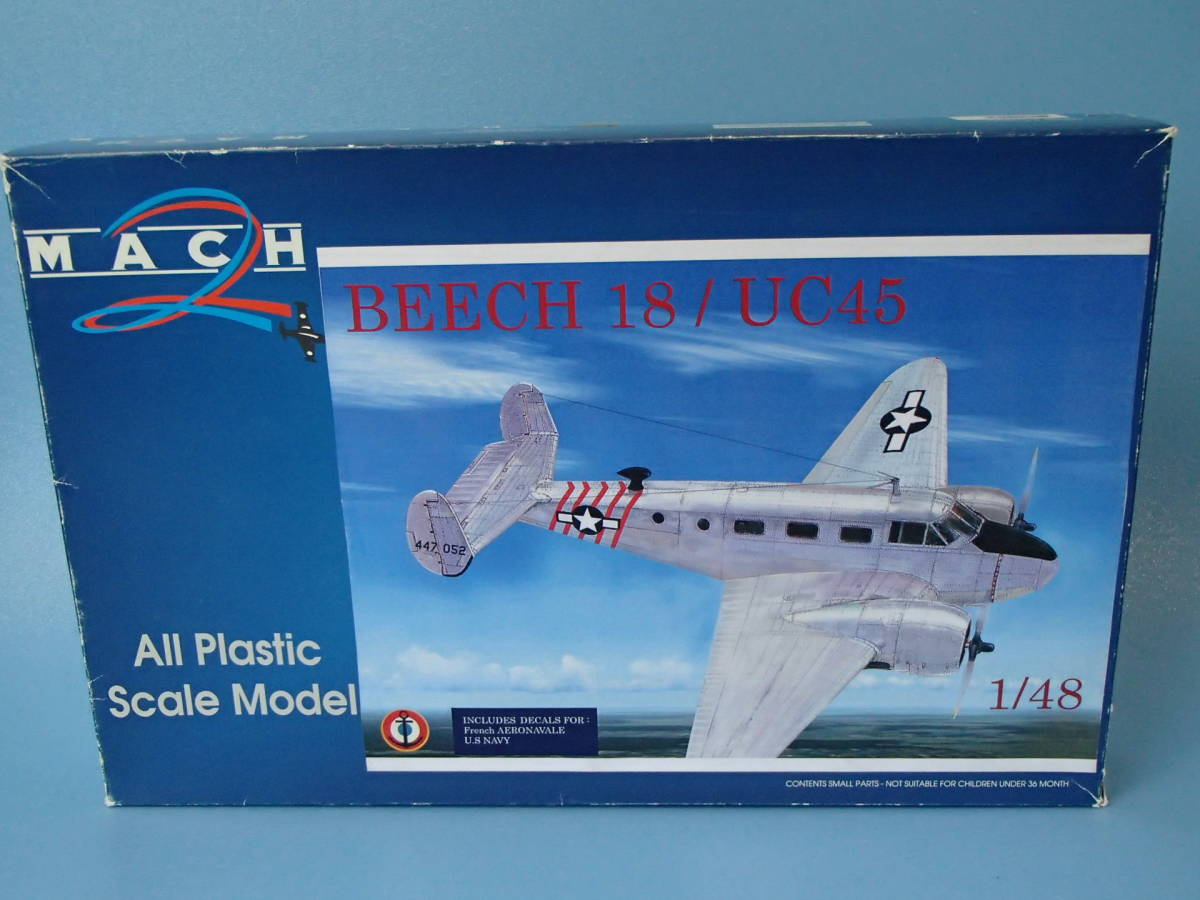 MACH 2
BEECH 18 / UC45
447 052
All Plastic
Scale Model
1/48
INCLUDES DECALS FOR :
French AERONAVALE
U.S NAVY
CONTENTS SMALL PARTS - NOT SUITABLE FOR CHILDREN UNDER 36 MONTH